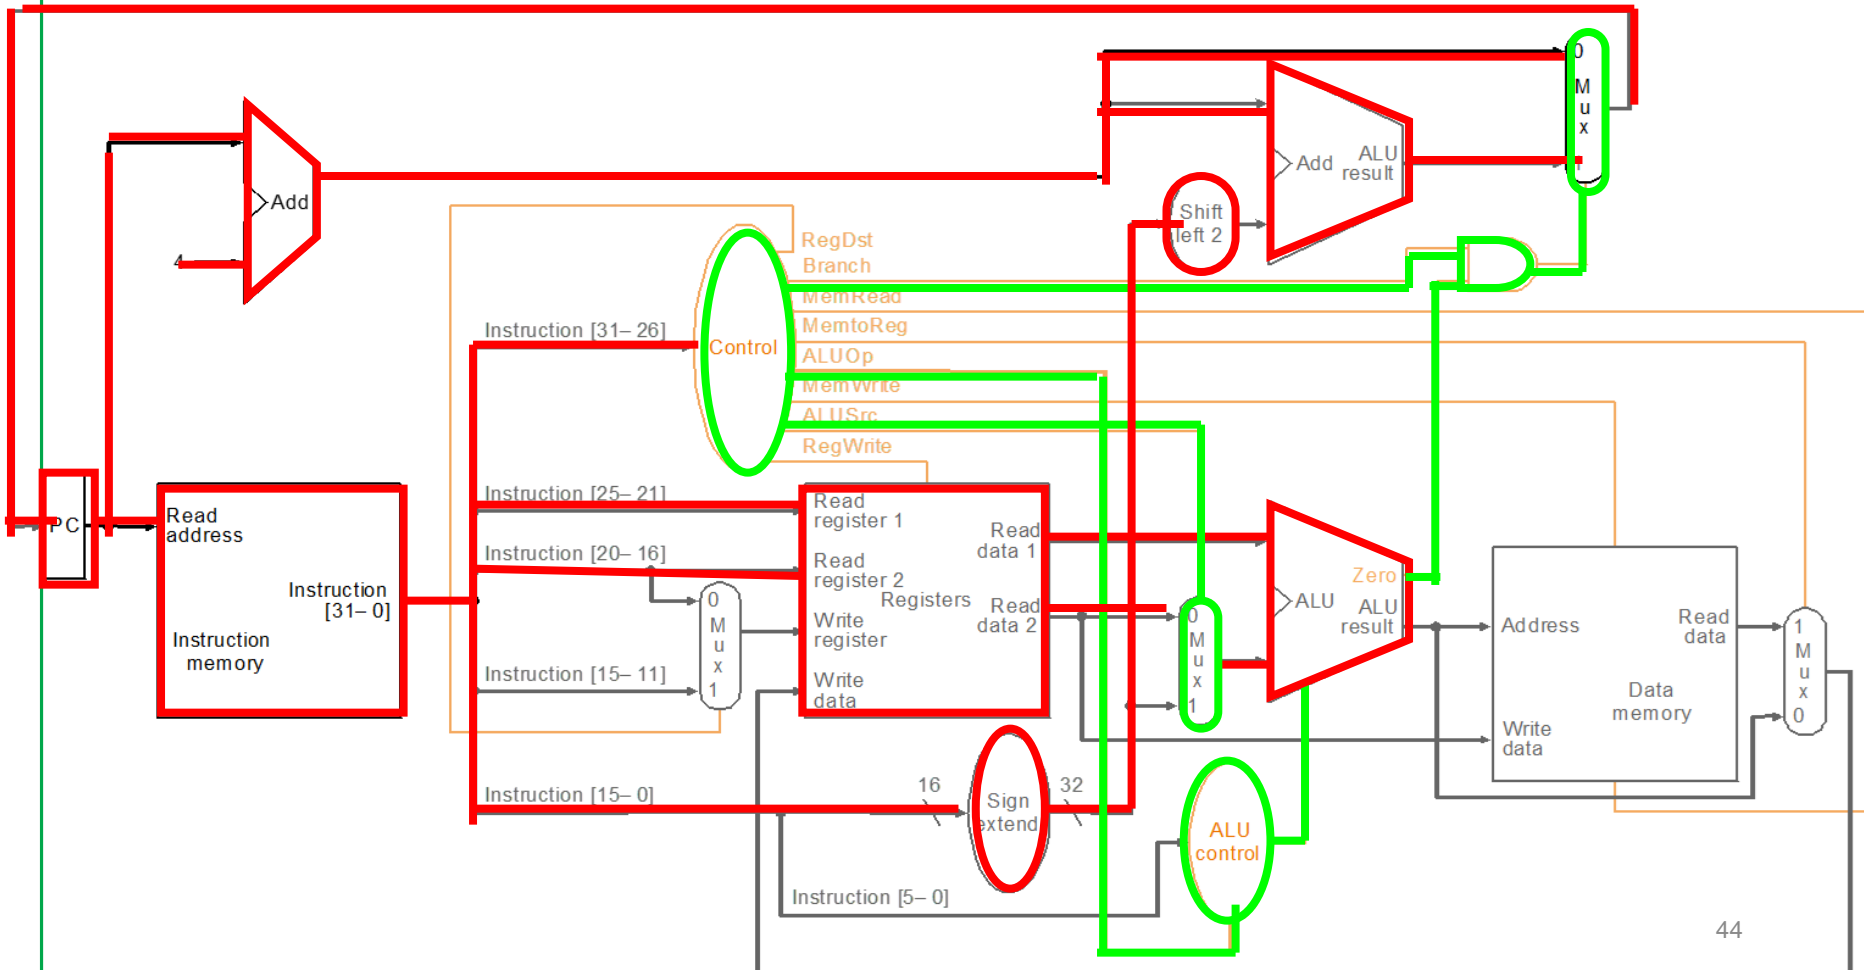 0
M
u
x
1
Add
ALU
result
Add
4
Shift
left 2
RegDst
Branch
MemRead
MemtoReg
ALUOp
MemWrite
ALUSrc
RegWrite
Control
Instruction [31–26]
Instruction [25–21]
Instruction [20–16]
Instruction [15–11]
Instruction [15–0]
Instruction [5–0]
PC
Read
address
Instruction
[31–0]
Instruction
memory
0
M
u
x
1
Read
register 1
Read
register 2
Write
register
Write
data
Registers
Read
data 1
Read
data 2
0
M
u
x
1
Zero
ALU
ALU
result
Address
Write
data
Read
data
Data
memory
1
M
u
x
0
16
Sign
extend
32
ALU
control
44